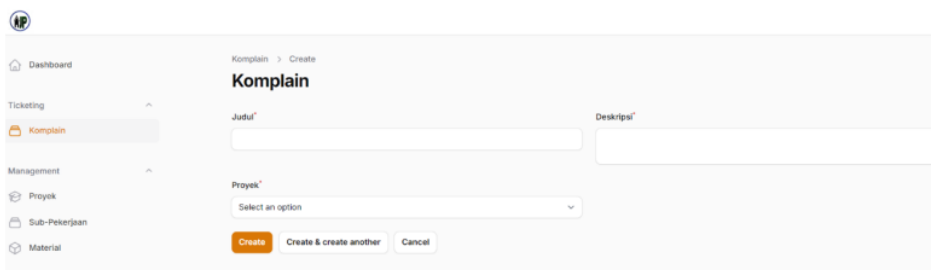 Dashboard
Ticketing
Komplain
Management
Proyek
Sub-Pekerjaan
Material
Komplain > Create
Komplain
Judul*
Deskripsi*
Proyek*
Select an option
Create
Create & create another
Cancel